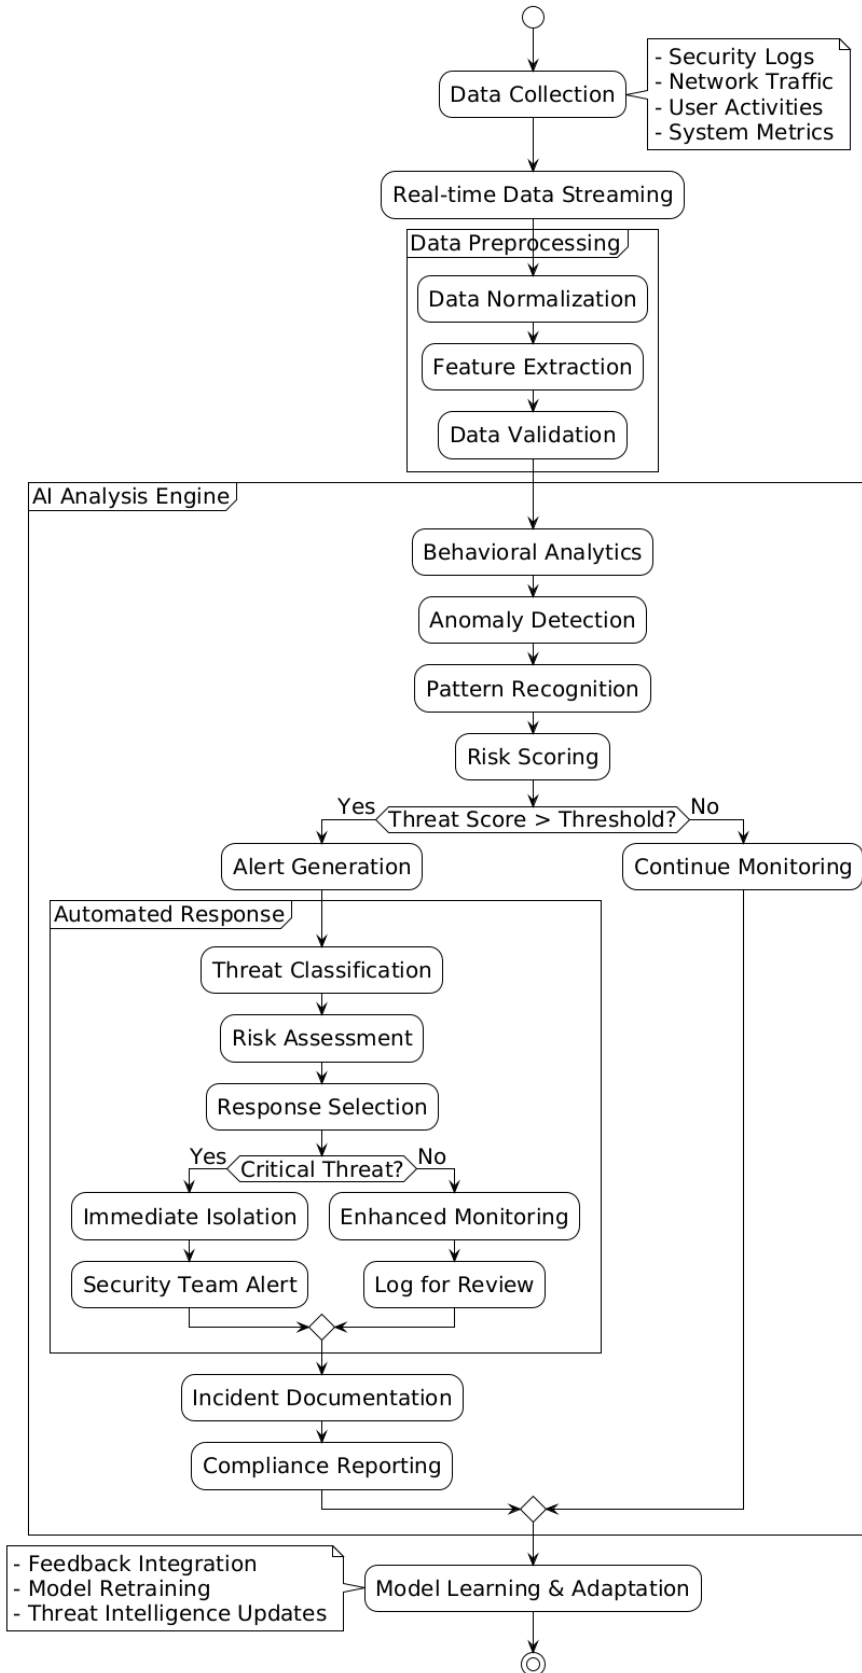 Data Collection
- Security Logs
- Network Traffic
- User Activities
- System Metrics
Real-time Data Streaming
Data Preprocessing
Data Normalization
Feature Extraction
Data Validation
AI Analysis Engine
Behavioral Analytics
Anomaly Detection
Pattern Recognition
Risk Scoring
Yes
Threat Score > Threshold?
No
Alert Generation
Continue Monitoring
Automated Response
Threat Classification
Risk Assessment
Response Selection
Yes
Critical Threat?
No
Immediate Isolation
Enhanced Monitoring
Security Team Alert
Log for Review
Incident Documentation
Compliance Reporting
- Feedback Integration
- Model Retraining
- Threat Intelligence Updates
Model Learning & Adaptation